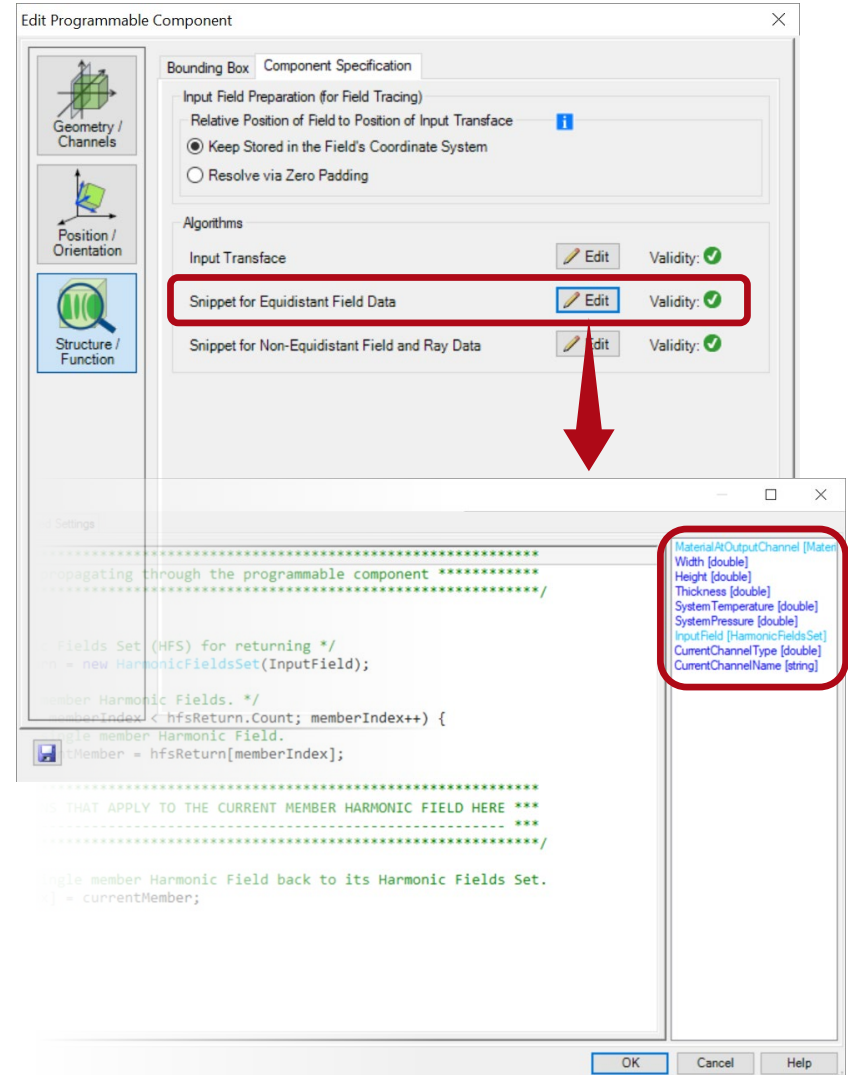 Edit Programmable Component
Bounding Box Component Specification
Input Field Preparation (for Field Tracing)
Relative Position of Field to Position of Input Transface
Keep Stored in the Field's Coordinate System
Resolve via Zero Padding
Geometry /
Channels
Position /
Orientation
Structure /
Function
Algorithms
Input Transface Edit Validity:
Snippet for Equidistant Field Data Edit Validity:
Snippet for Non-Equidistant Field and Ray Data Edit Validity:
Settings
****************************************************
through the programmable component ************
****************************************************/
Fields Set (HFS) for returning */
= new HarmonicFieldsSet(InputField);
member Harmonic Fields. */
memberIndex < hfsReturn.Count; memberIndex++) {
member Harmonic Field.
= hfsReturn[memberIndex];
****************************************************
THAT APPLY TO THE CURRENT MEMBER HARMONIC FIELD HERE ***
---------------------------------------------------- ***
****************************************************/
member Harmonic Field back to its Harmonic Fields Set.
= currentMember;
MaterialAtOutputChannel [Materi
Width [double]
Height [double]
Thickness [double]
SystemTemperature [double]
SystemPressure [double]
InputField [HarmonicFieldsSet]
CurrentChannelType [double]
CurrentChannelName [string]
OK Cancel Help